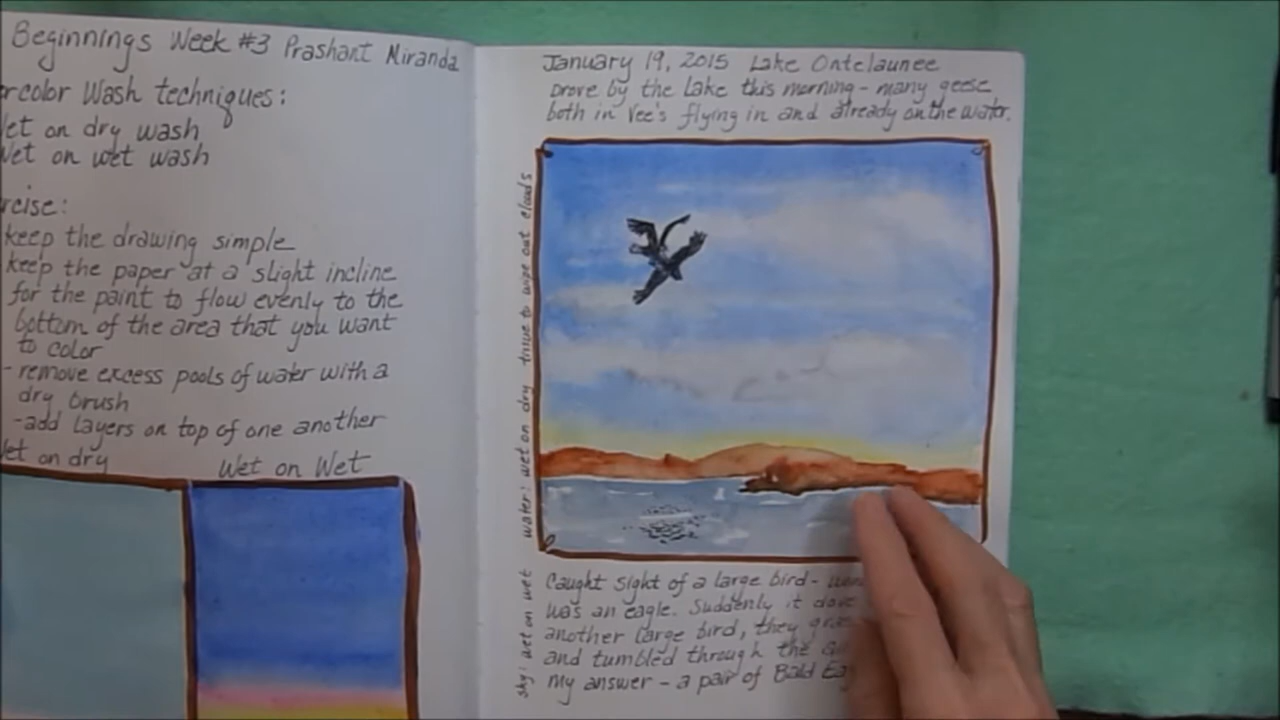 Beginnings Week #3 Prashant Miranda
rcolor Wash techniques:
Wet on dry wash
Wet on wet wash
rcise:
keep the drawing simple
keep the paper at a slight incline
for the paint to flow evenly to the
bottom of the area that you want
to color
- remove excess pools of water with a
dry brush
- add layers on top of one another
Wet on dry
Wet on Wet
January 19, 2015 Lake Ontelaunee
Drove by the Lake this morning - many geese
both in Vee's flying in and already on the water.
sky: wet on wet water: wet on dry tissue to wipe out clouds
Caught sight of a large bird -
was an eagle. Suddenly it dove
another large bird, they
and tumbled through the
my answer - a pair of Bald Ea